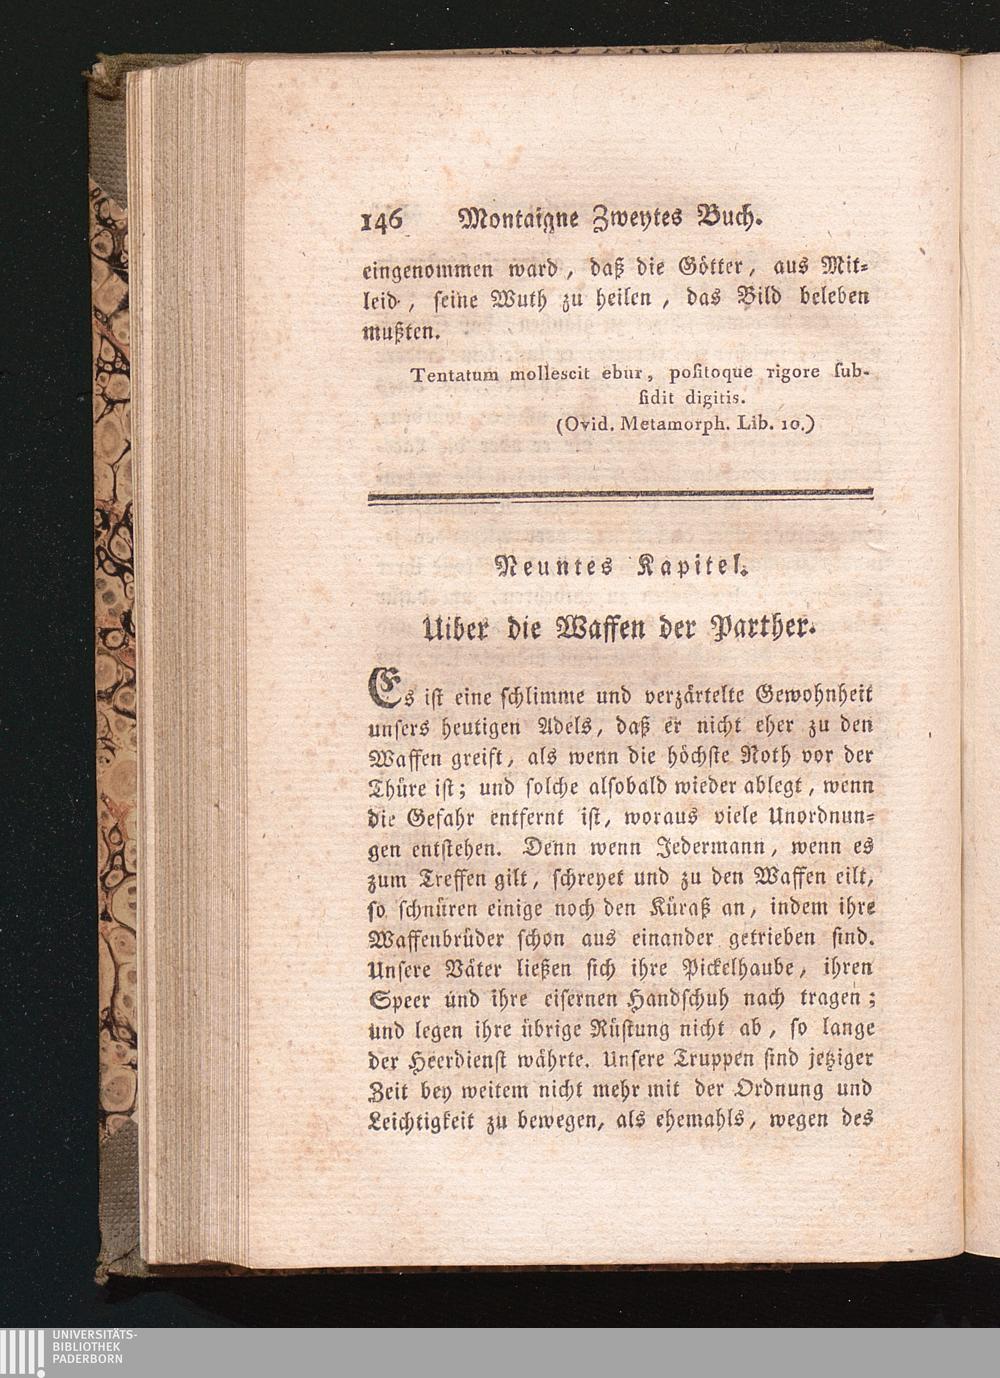 146 Montaigne Zweytes Buch.
eingenommen ward, daß die Götter, aus Mit-
leid, seine Wuth zu heilen, das Bild beleben
mußten.
Tentatum mollescit ebur, positoque rigore sub-
sidit digitis.
(Ovid. Metamorph. Lib. 10.)
Neuntes Kapitel.
Uiber die Waffen der Parther.
Es ist eine schlimme und verzärtelte Gewohnheit
unsers heutigen Adels, daß er nicht eher zu den
Waffen greift, als wenn die höchste Noth vor der
Thüre ist; und solche alsobald wieder ablegt, wenn
die Gefahr entfernt ist, woraus viele Unordnun-
gen entstehen. Denn wenn Jedermann, wenn es
zum Treffen gilt, schreyet und zu den Waffen eilt,
so schnüren einige noch den Küraß an, indem ihre
Waffenbrüder schon aus einander getrieben sind.
Unsere Väter ließen sich ihre Pickelhaube, ihren
Speer und ihre eisernen Handschuh nach tragen;
und legen ihre übrige Rüstung nicht ab, so lange
der Heerdienst währte. Unsere Truppen sind jetziger
Zeit bey weitem nicht mehr mit der Ordnung und
Leichtigkeit zu bewegen, als ehemahls, wegen des
UNIVERSITÄTS-
BIBLIOTHEK
PADERBORN